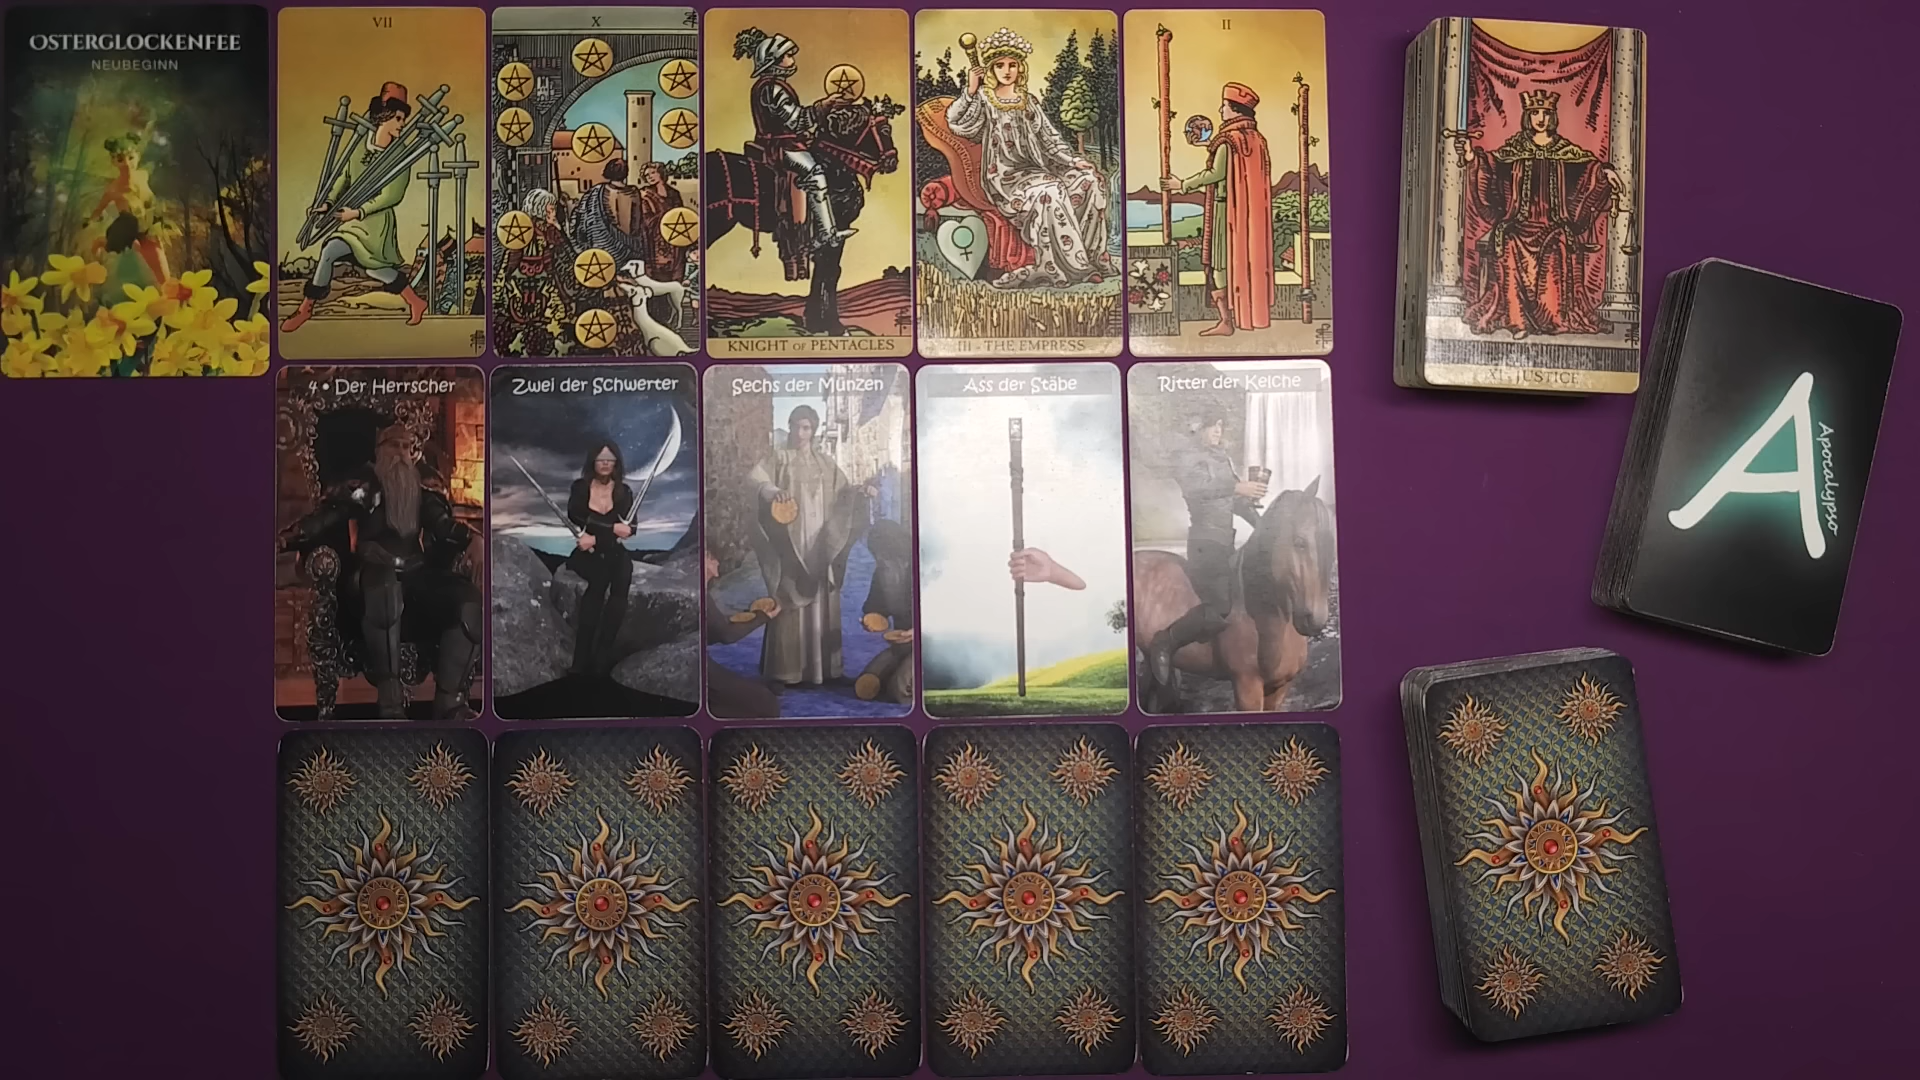 OSTERGLOCKENFEE
NEUBEGINN
VII
X
KNIGHT OF PENTACLES
III - THE EMPRESS
II
XI - JUSTICE
4 • Der Herrscher
Zwei der Schwerter
Sechs der Münzen
Ass der Stäbe
Ritter der Kelche
A
Apocalypso